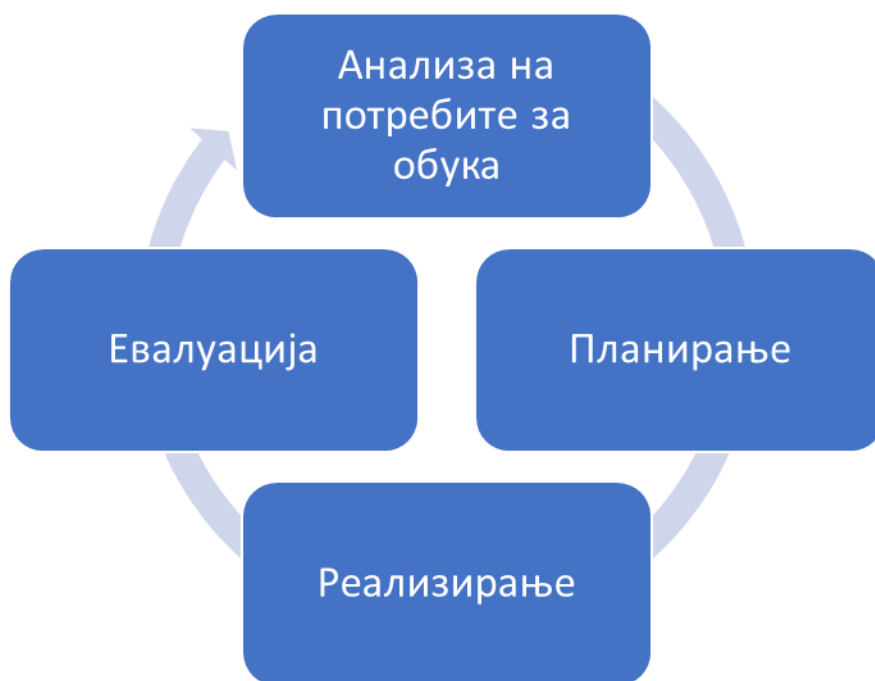 Анализа на
потребите за
обука
Евалуација
Планирање
Реализирање